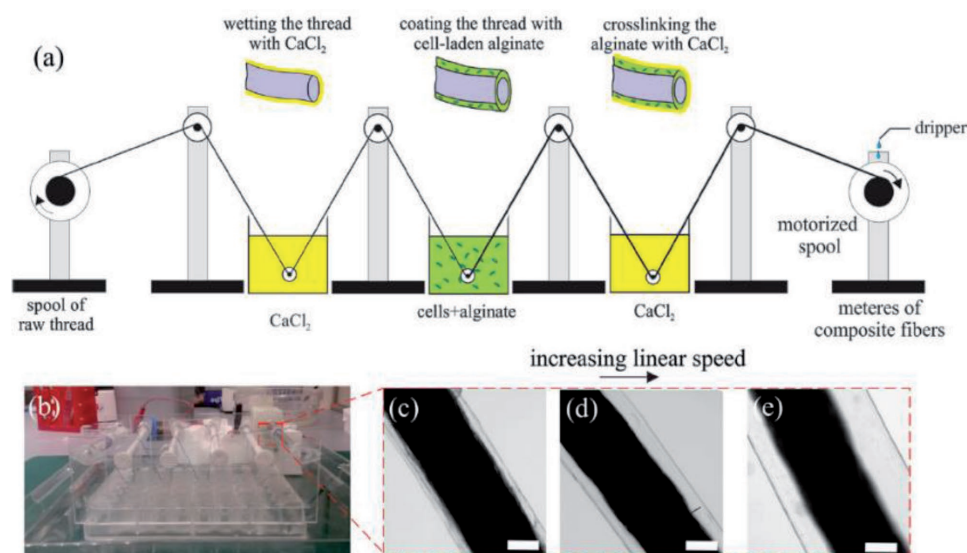 (a)
wetting the thread
with CaCl₂
coating the thread with
cell-laden alginate
crosslinking the
alginate with CaCl₂
dripper
motorized
spool
spool of
raw thread
CaCl₂
cells+alginate
CaCl₂
meteres of
composite fibers
increasing linear speed
(b)
(c)
(d)
(e)